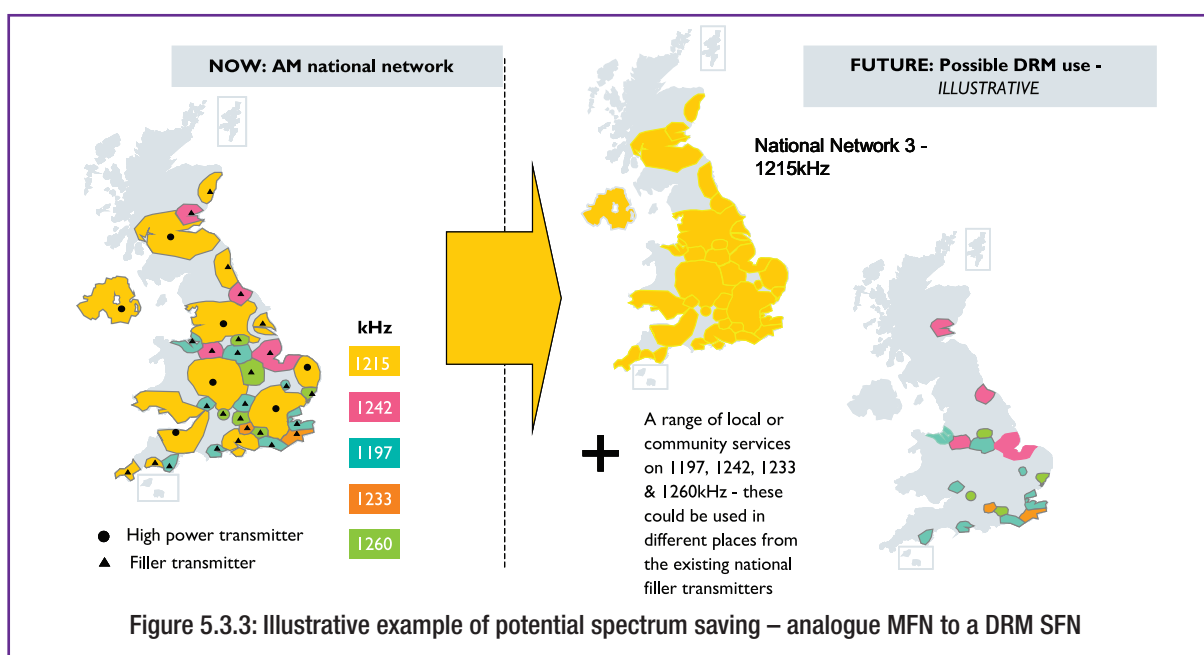 NOW: AM national network
FUTURE: Possible DRM use -
ILLUSTRATIVE
National Network 3 -
1215kHz
kHz
1215
1242
1197
1233
1260
High power transmitter
Filler transmitter
+
A range of local or
community services
on 1197, 1242, 1233
& 1260kHz - these
could be used in
different places from
the existing national
filler transmitters
Figure 5.3.3: Illustrative example of potential spectrum saving – analogue MFN to a DRM SFN